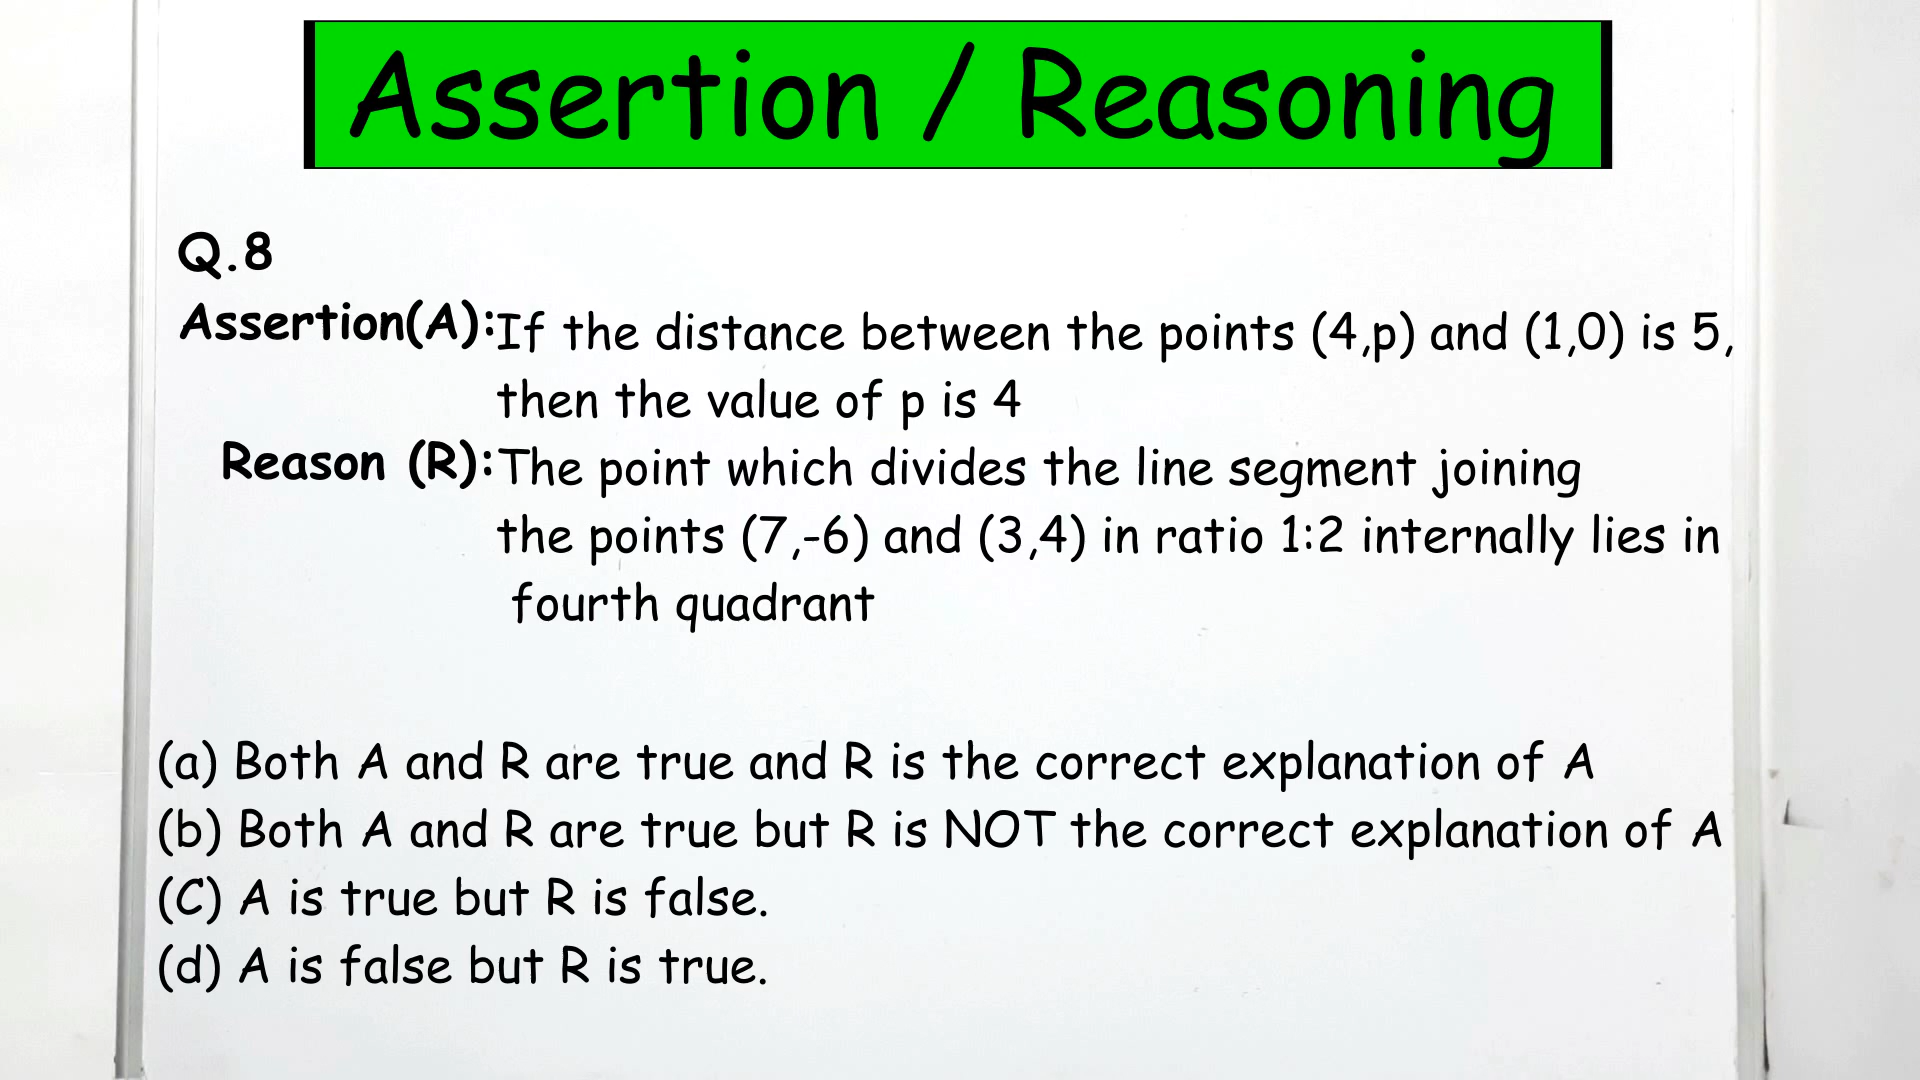 Assertion / Reasoning
Q.8
Assertion(A):If the distance between the points (4,p) and (1,0) is 5,
then the value of p is 4
Reason (R):The point which divides the line segment joining
the points (7,-6) and (3,4) in ratio 1:2 internally lies in
fourth quadrant
(a) Both A and R are true and R is the correct explanation of A
(b) Both A and R are true but R is NOT the correct explanation of A
(C) A is true but R is false.
(d) A is false but R is true.